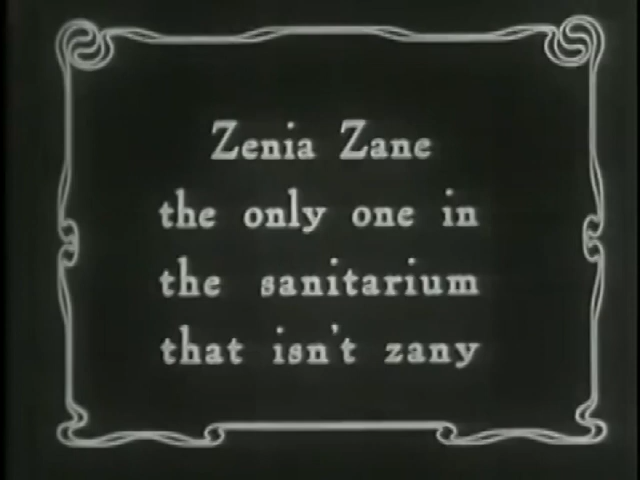 Zenia Zane
the only one in
the sanitarium
that isn't zany